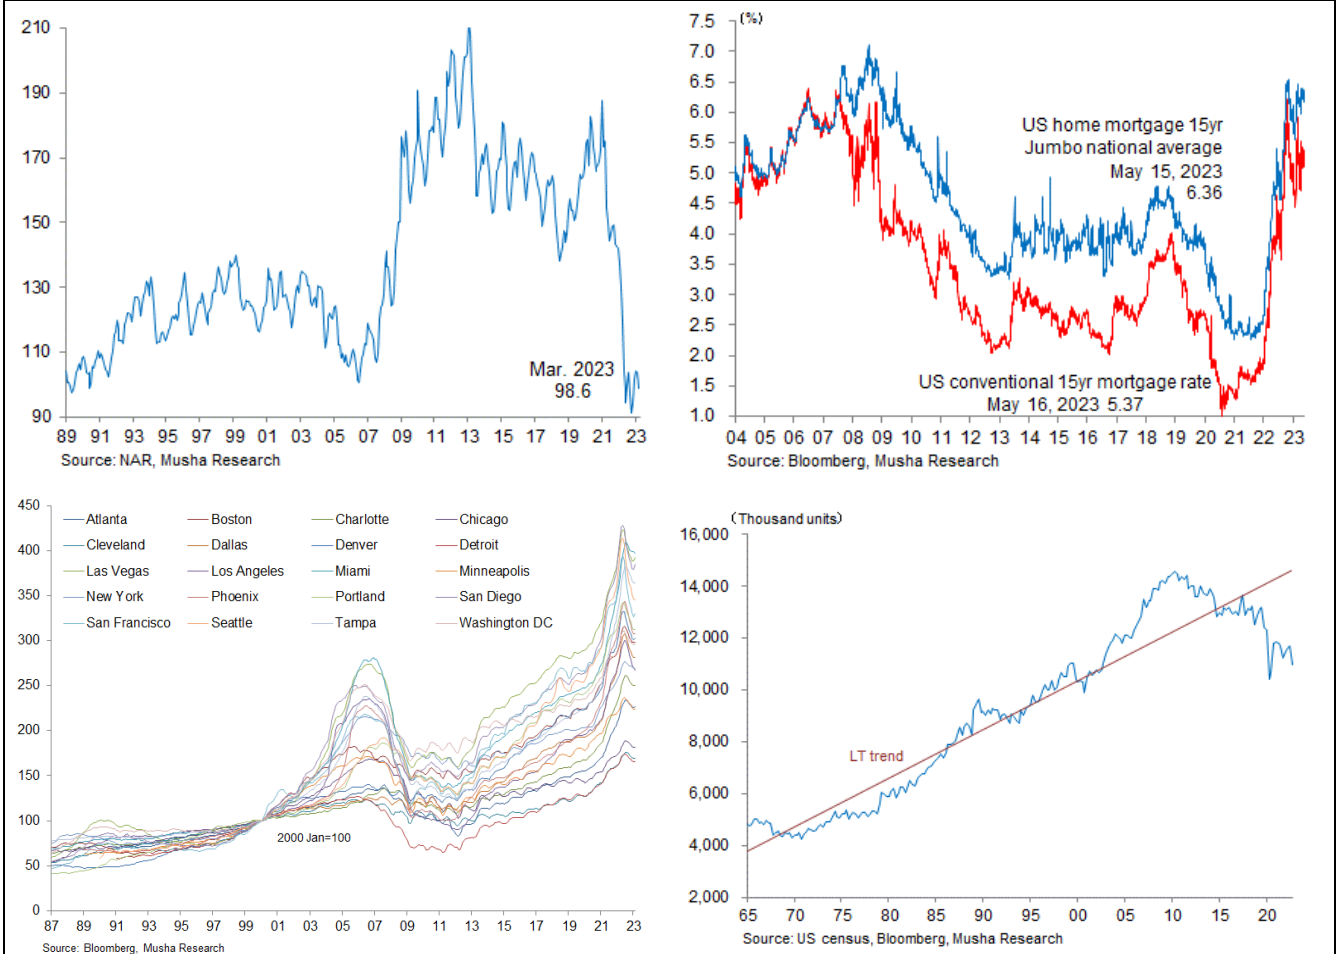 210
190
170
150
130
110
90
Mar. 2023
98.6
89 91 93 95 97 99 01 03 05 07 09 11 13 15 17 19 21 23
Source: NAR, Musha Research
(%)
7.5
7.0
6.5
6.0
5.5
5.0
4.5
4.0
3.5
3.0
2.5
2.0
1.5
1.0
US home mortgage 15yr
Jumbo national average
May 15, 2023
6.36
US conventional 15yr mortgage rate
May 16, 2023 5.37
04 05 06 07 08 09 10 11 12 13 14 15 16 17 18 19 20 21 22 23
Source: Bloomberg, Musha Research
450
400
350
300
250
200
150
100
50
0
Atlanta Boston Charlotte Chicago
Cleveland Dallas Denver Detroit
Las Vegas Los Angeles Miami Minneapolis
New York Phoenix Portland San Diego
San Francisco Seattle Tampa Washington DC
2000 Jan=100
87 89 91 93 95 97 99 01 03 05 07 09 11 13 15 17 19 21 23
Source: Bloomberg, Musha Research
(Thousand units)
16,000
14,000
12,000
10,000
8,000
6,000
4,000
2,000
LT trend
65 70 75 80 85 90 95 00 05 10 15 20
Source: US census, Bloomberg, Musha Research